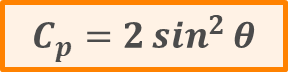 Cₚ = 2 sin² θ